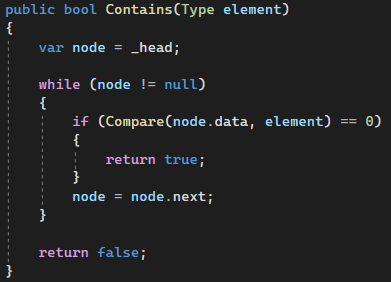 public bool Contains(Type element)
{
    var node = _head;

    while (node != null)
    {
        if (Compare(node.data, element) == 0)
        {
            return true;
        }
        node = node.next;
    }

    return false;
}